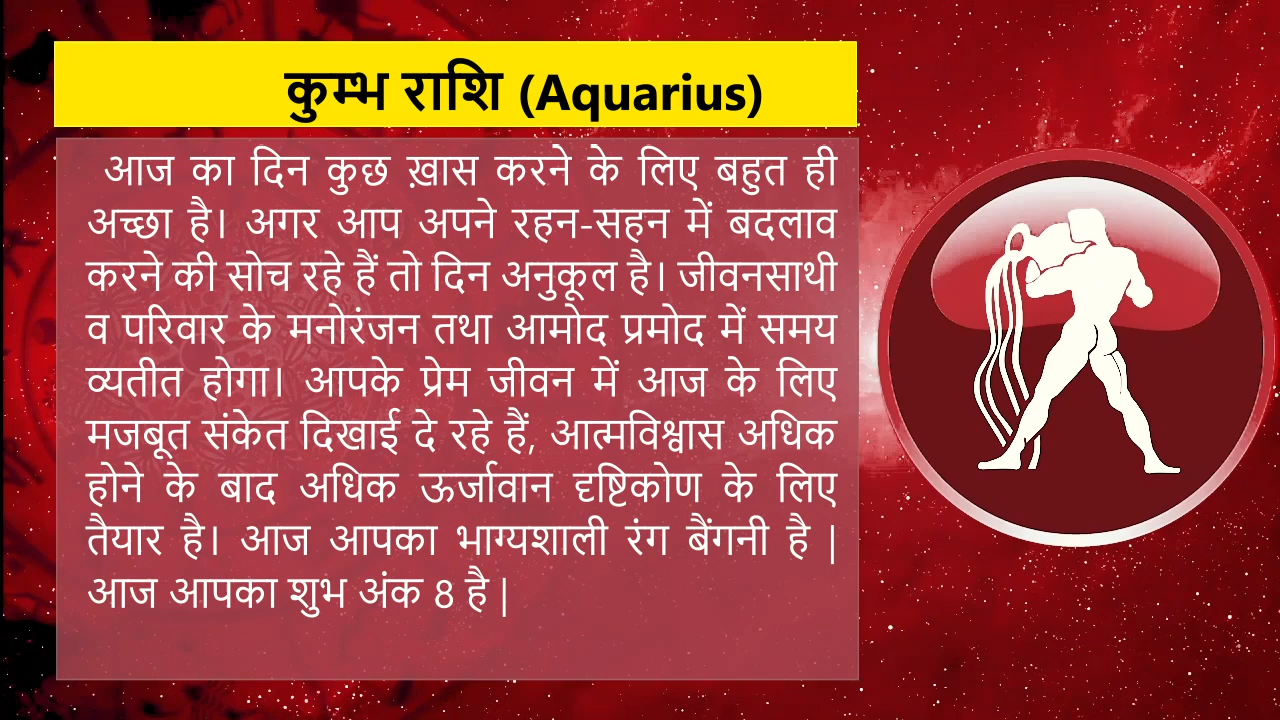 कुम्भ राशि (Aquarius)
आज का दिन कुछ ख़ास करने के लिए बहुत ही
अच्छा है। अगर आप अपने रहन-सहन में बदलाव
करने की सोच रहे हैं तो दिन अनुकूल है। जीवनसाथी
व परिवार के मनोरंजन तथा आमोद प्रमोद में समय
व्यतीत होगा। आपके प्रेम जीवन में आज के लिए
मजबूत संकेत दिखाई दे रहे हैं, आत्मविश्वास अधिक
होने के बाद अधिक ऊर्जावान दृष्टिकोण के लिए
तैयार है। आज आपका भाग्यशाली रंग बैंगनी है |
आज आपका शुभ अंक 8 है |